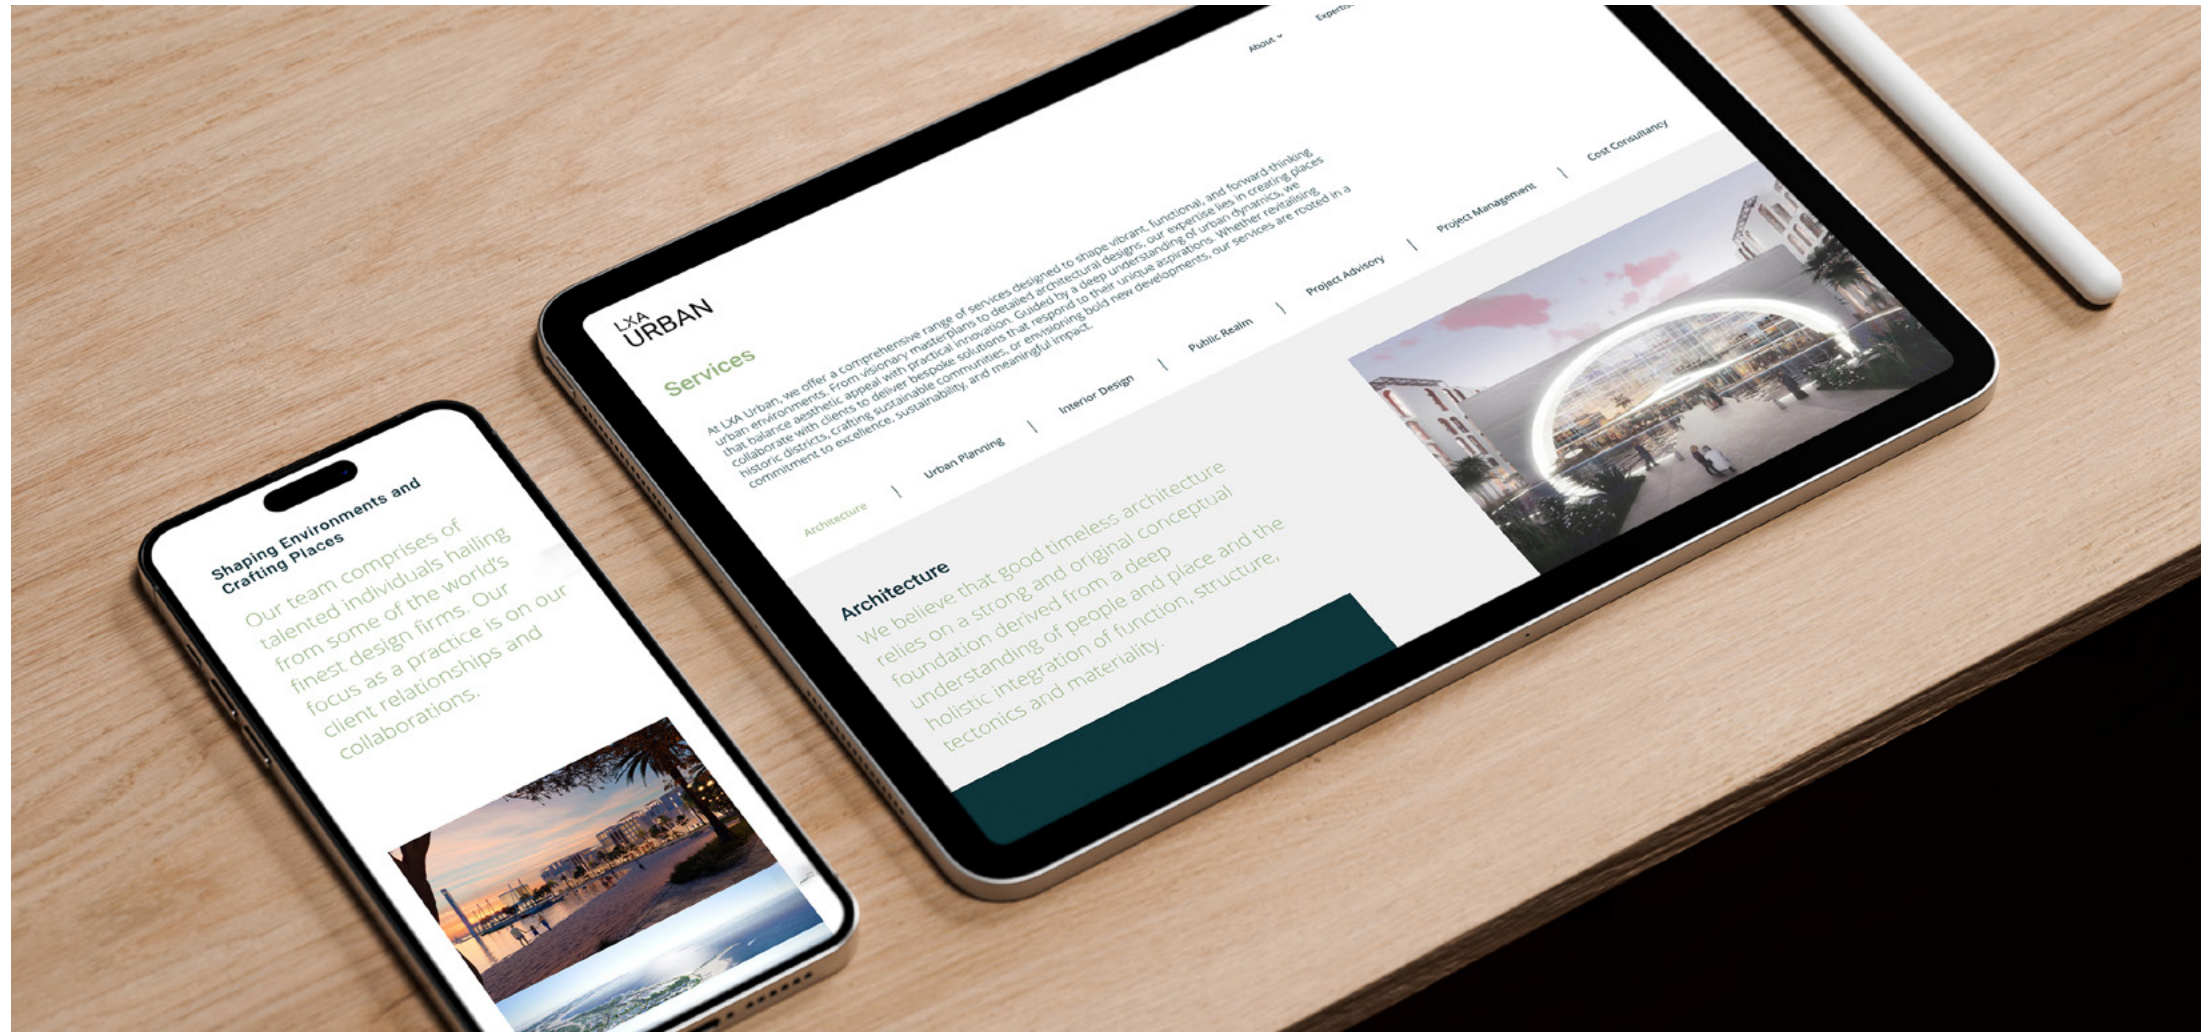 Shaping Environments and
Crafting Places
Our team comprises of
talented individuals hailing
from some of the world's
finest design firms. Our
focus as a practice is on our
client relationships and
collaborations.
About
LXA
URBAN
Services
At LXA Urban, we offer a comprehensive range of services designed to shape vibrant, functional, and forward-thinking
urban environments. From visionary masterplans to detailed architectural designs, our expertise lies in creating places
that balance aesthetic appeal with practical innovation. Guided by a deep understanding of urban dynamics, we
collaborate with clients to deliver bespoke solutions that respond to their unique aspirations. Whether revitalising
historic districts, crafting sustainable communities, or envisioning bold new developments, our services are rooted in a
commitment to excellence, sustainability, and meaningful impact.
Architecture | Urban Planning | Interior Design | Public Realm | Project Advisory | Project Management | Cost Consultancy
Architecture
We believe that good timeless architecture
relies on a strong and original conceptual
foundation derived from a deep
understanding of people and place and the
holistic integration of function, structure,
tectonics and materiality.